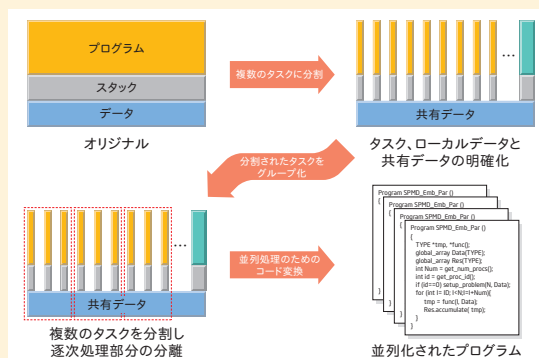 プログラム
スタック
データ
オリジナル
複数のタスクに分割
...
共有データ
タスク、ローカルデータと
共有データの明確化
分割されたタスクを
グループ化
...
共有データ
複数のタスクを分割し
逐次処理部分の分離
並列処理のための
コード変換
Program SPMD_Emb_Par ()
{
Program SPMD_Emb_Par ()
{
Program SPMD_Emb_Par ()
{
Program SPMD_Emb_Par ()
{
TYPE *tmp, *func();
global_array Data(TYPE);
global_array Res(TYPE);
int Num = get_num_procs();
int id = get_proc_id();
if (id==0) setup_problem(N, Data);
for (int I= ID; I<N;I=I+Num){
tmp = func(I, Data);
Res.accumulate( tmp);
}
}
並列化されたプログラム